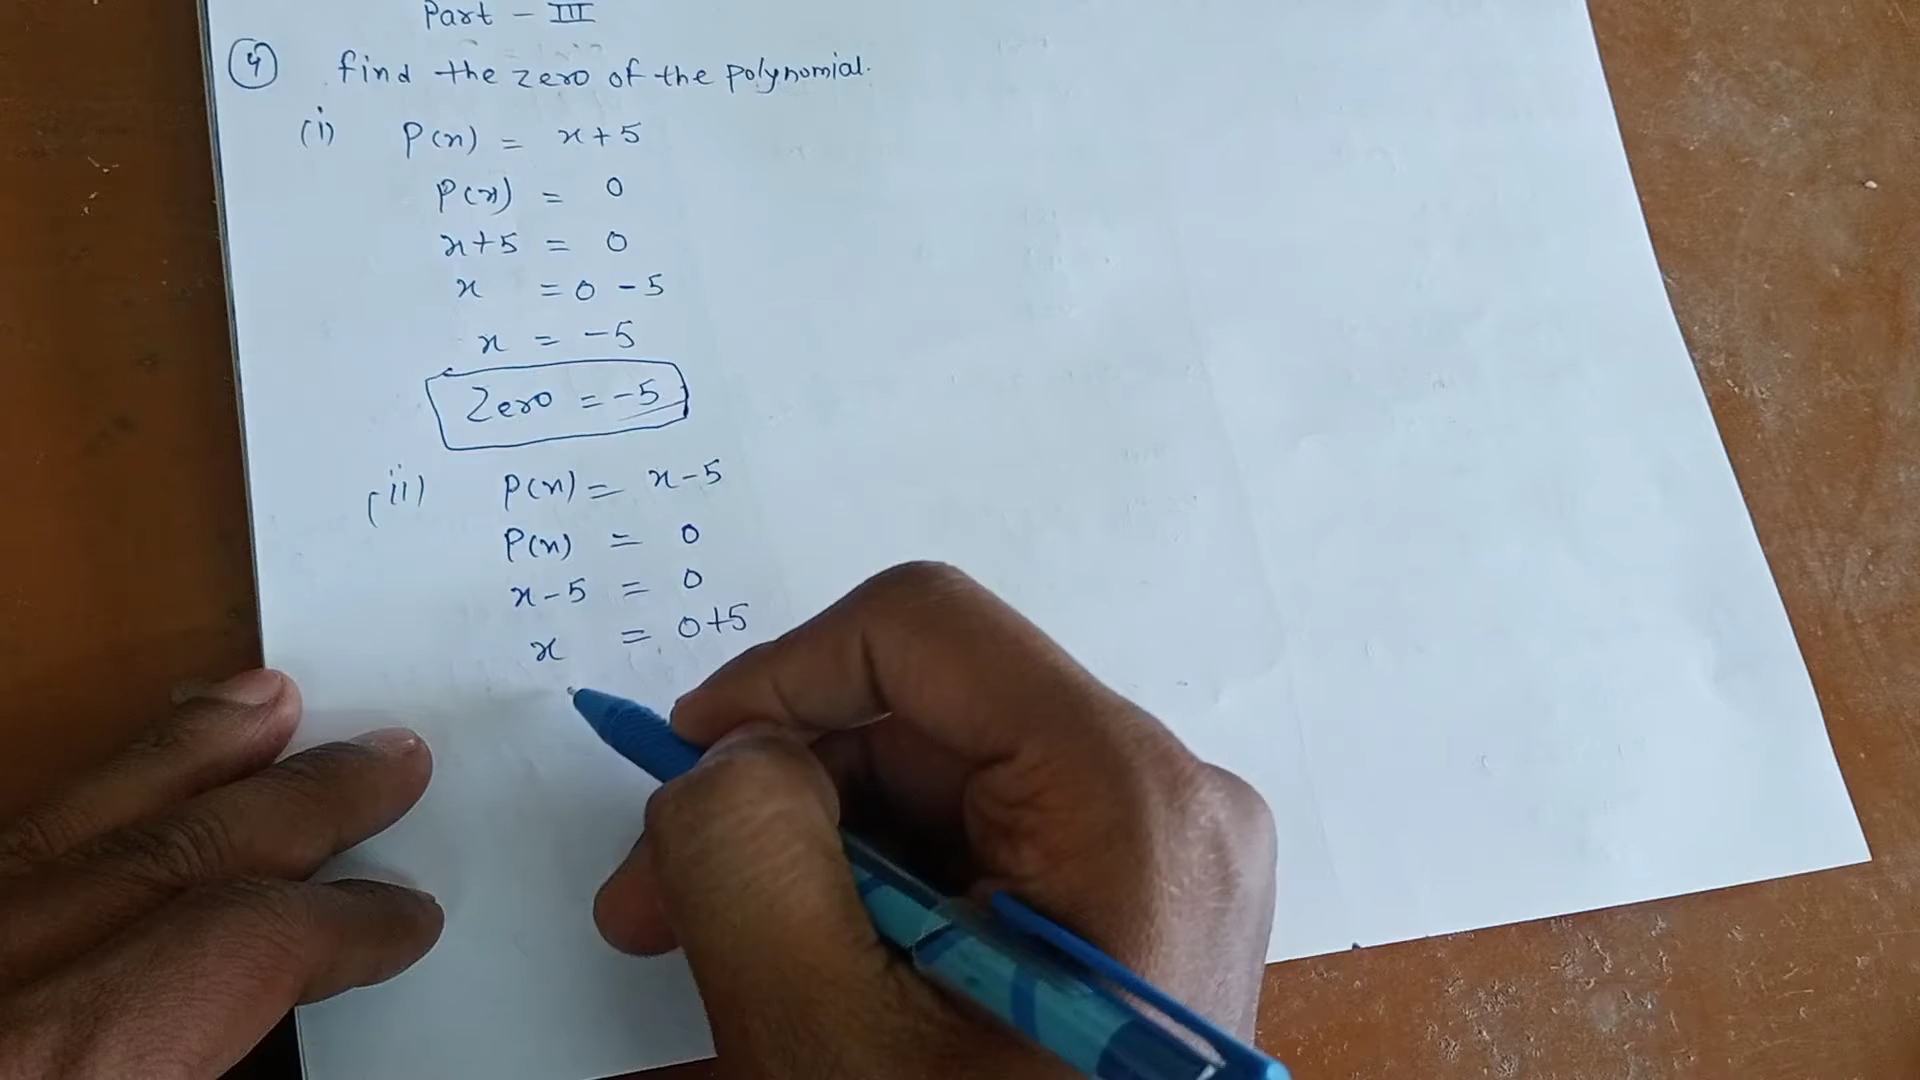 Part - III
4 find the zero of the polynomial.
(i) P(x) = x+5
P(x) = 0
x+5 = 0
x = 0 - 5
x = -5
Zero = -5
(ii) P(x) = x-5
P(x) = 0
x-5 = 0
x = 0+5